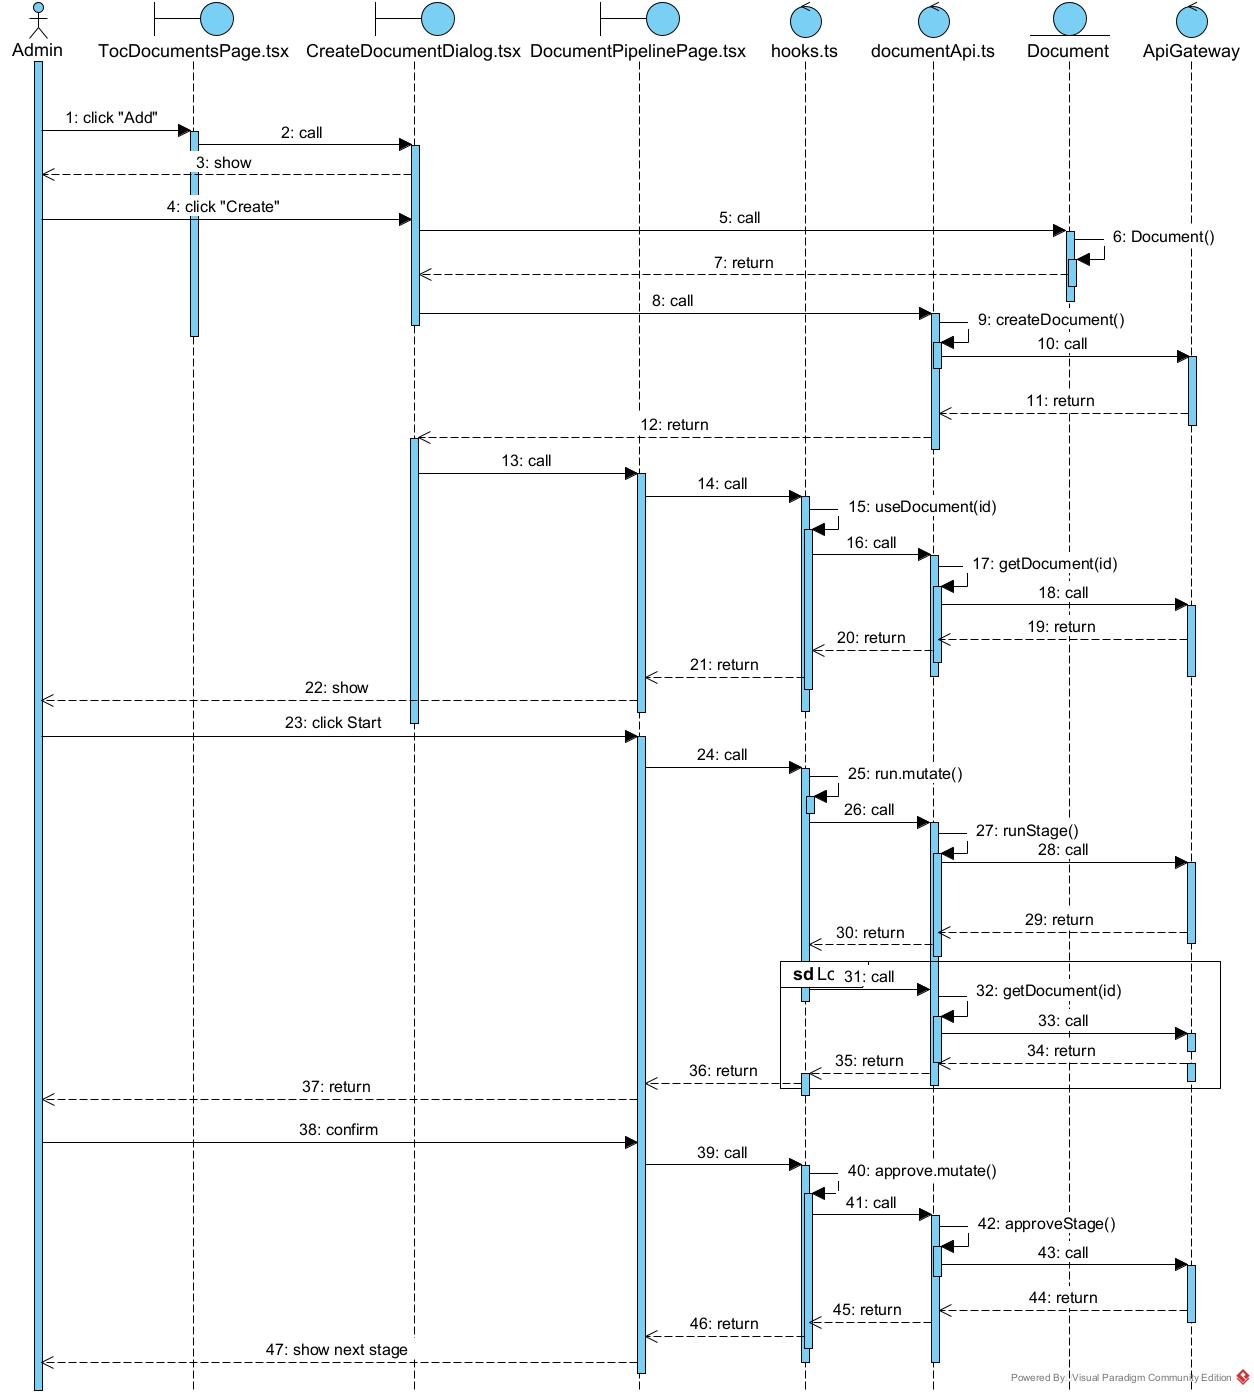 Admin
TocDocumentsPage.tsx
CreateDocumentDialog.tsx
DocumentPipelinePage.tsx
hooks.ts
documentApi.ts
Document
ApiGateway
1: click "Add"
2: call
3: show
4: click "Create"
5: call
6: Document()
7: return
8: call
9: createDocument()
10: call
11: return
12: return
13: call
14: call
15: useDocument(id)
16: call
17: getDocument(id)
18: call
19: return
20: return
21: return
22: show
23: click Start
24: call
25: run.mutate()
26: call
27: runStage()
28: call
29: return
30: return
sd
31: call
32: getDocument(id)
33: call
34: return
35: return
36: return
37: return
38: confirm
39: call
40: approve.mutate()
41: call
42: approveStage()
43: call
44: return
45: return
46: return
47: show next stage
Powered By: Visual Paradigm Community Edition